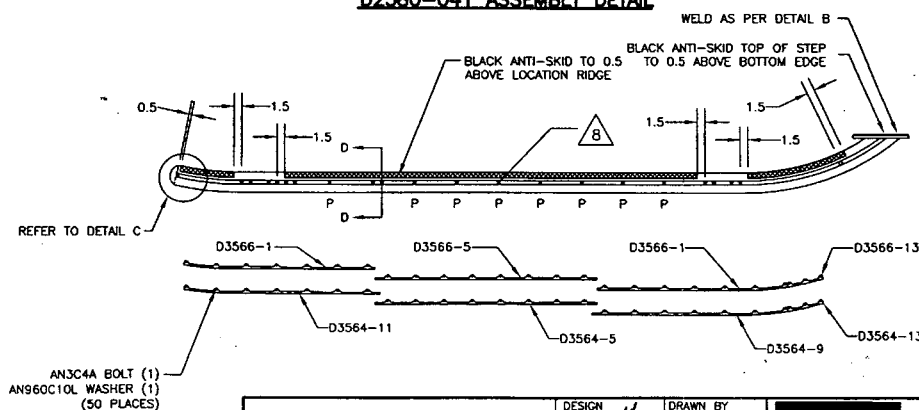 D2580-041 ASSEMBLY DETAIL
WELD AS PER DETAIL B
BLACK ANTI-SKID TO 0.5
ABOVE LOCATION RIDGE
BLACK ANTI-SKID TOP OF STEP
TO 0.5 ABOVE BOTTOM EDGE
0.5
1.5
1.5
8
1.5
1.5
1.5
D
D
P P P P P P P P
REFER TO DETAIL C
D3566-1
D3566-5
D3566-1
D3566-13
D3564-11
D3564-5
D3564-9
D3564-13
AN3C4A BOLT (1)
AN960C10L WASHER (1)
(50 PLACES)
DESIGN
DRAWN BY